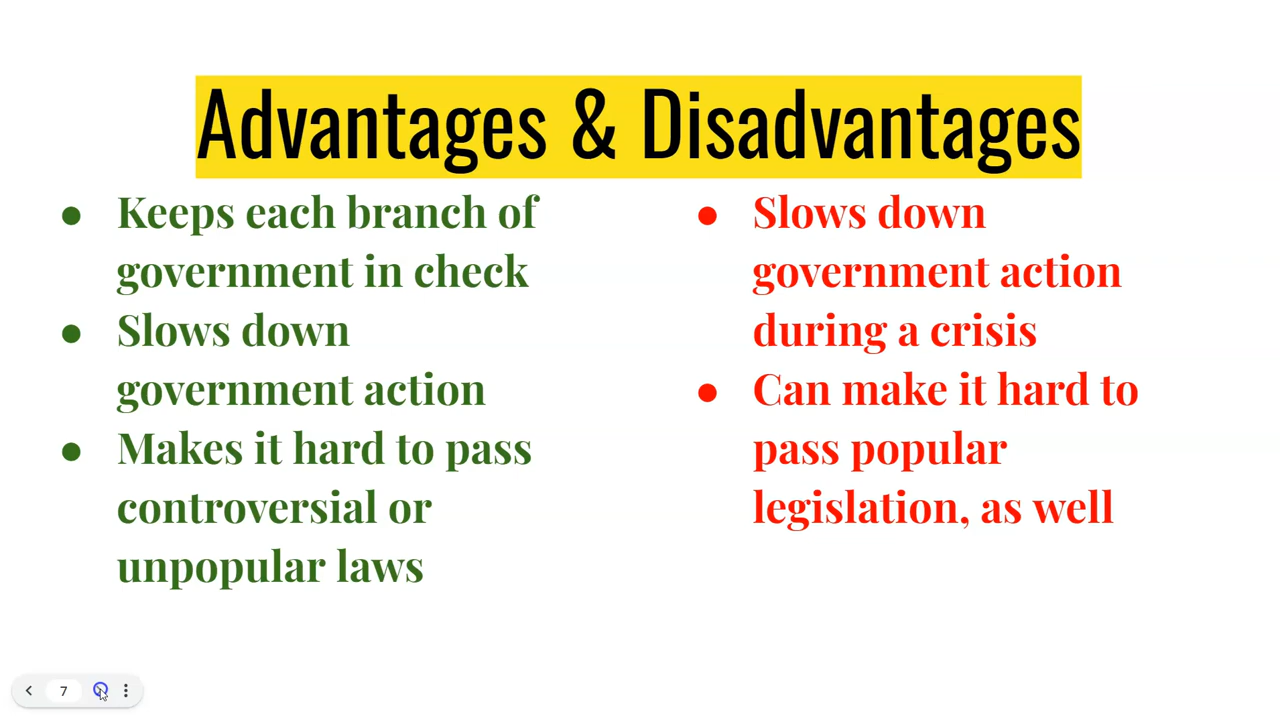 Advantages & Disadvantages
● Keeps each branch of
government in check
● Slows down
government action
● Makes it hard to pass
controversial or
unpopular laws
● Slows down
government action
during a crisis
● Can make it hard to
pass popular
legislation, as well
7